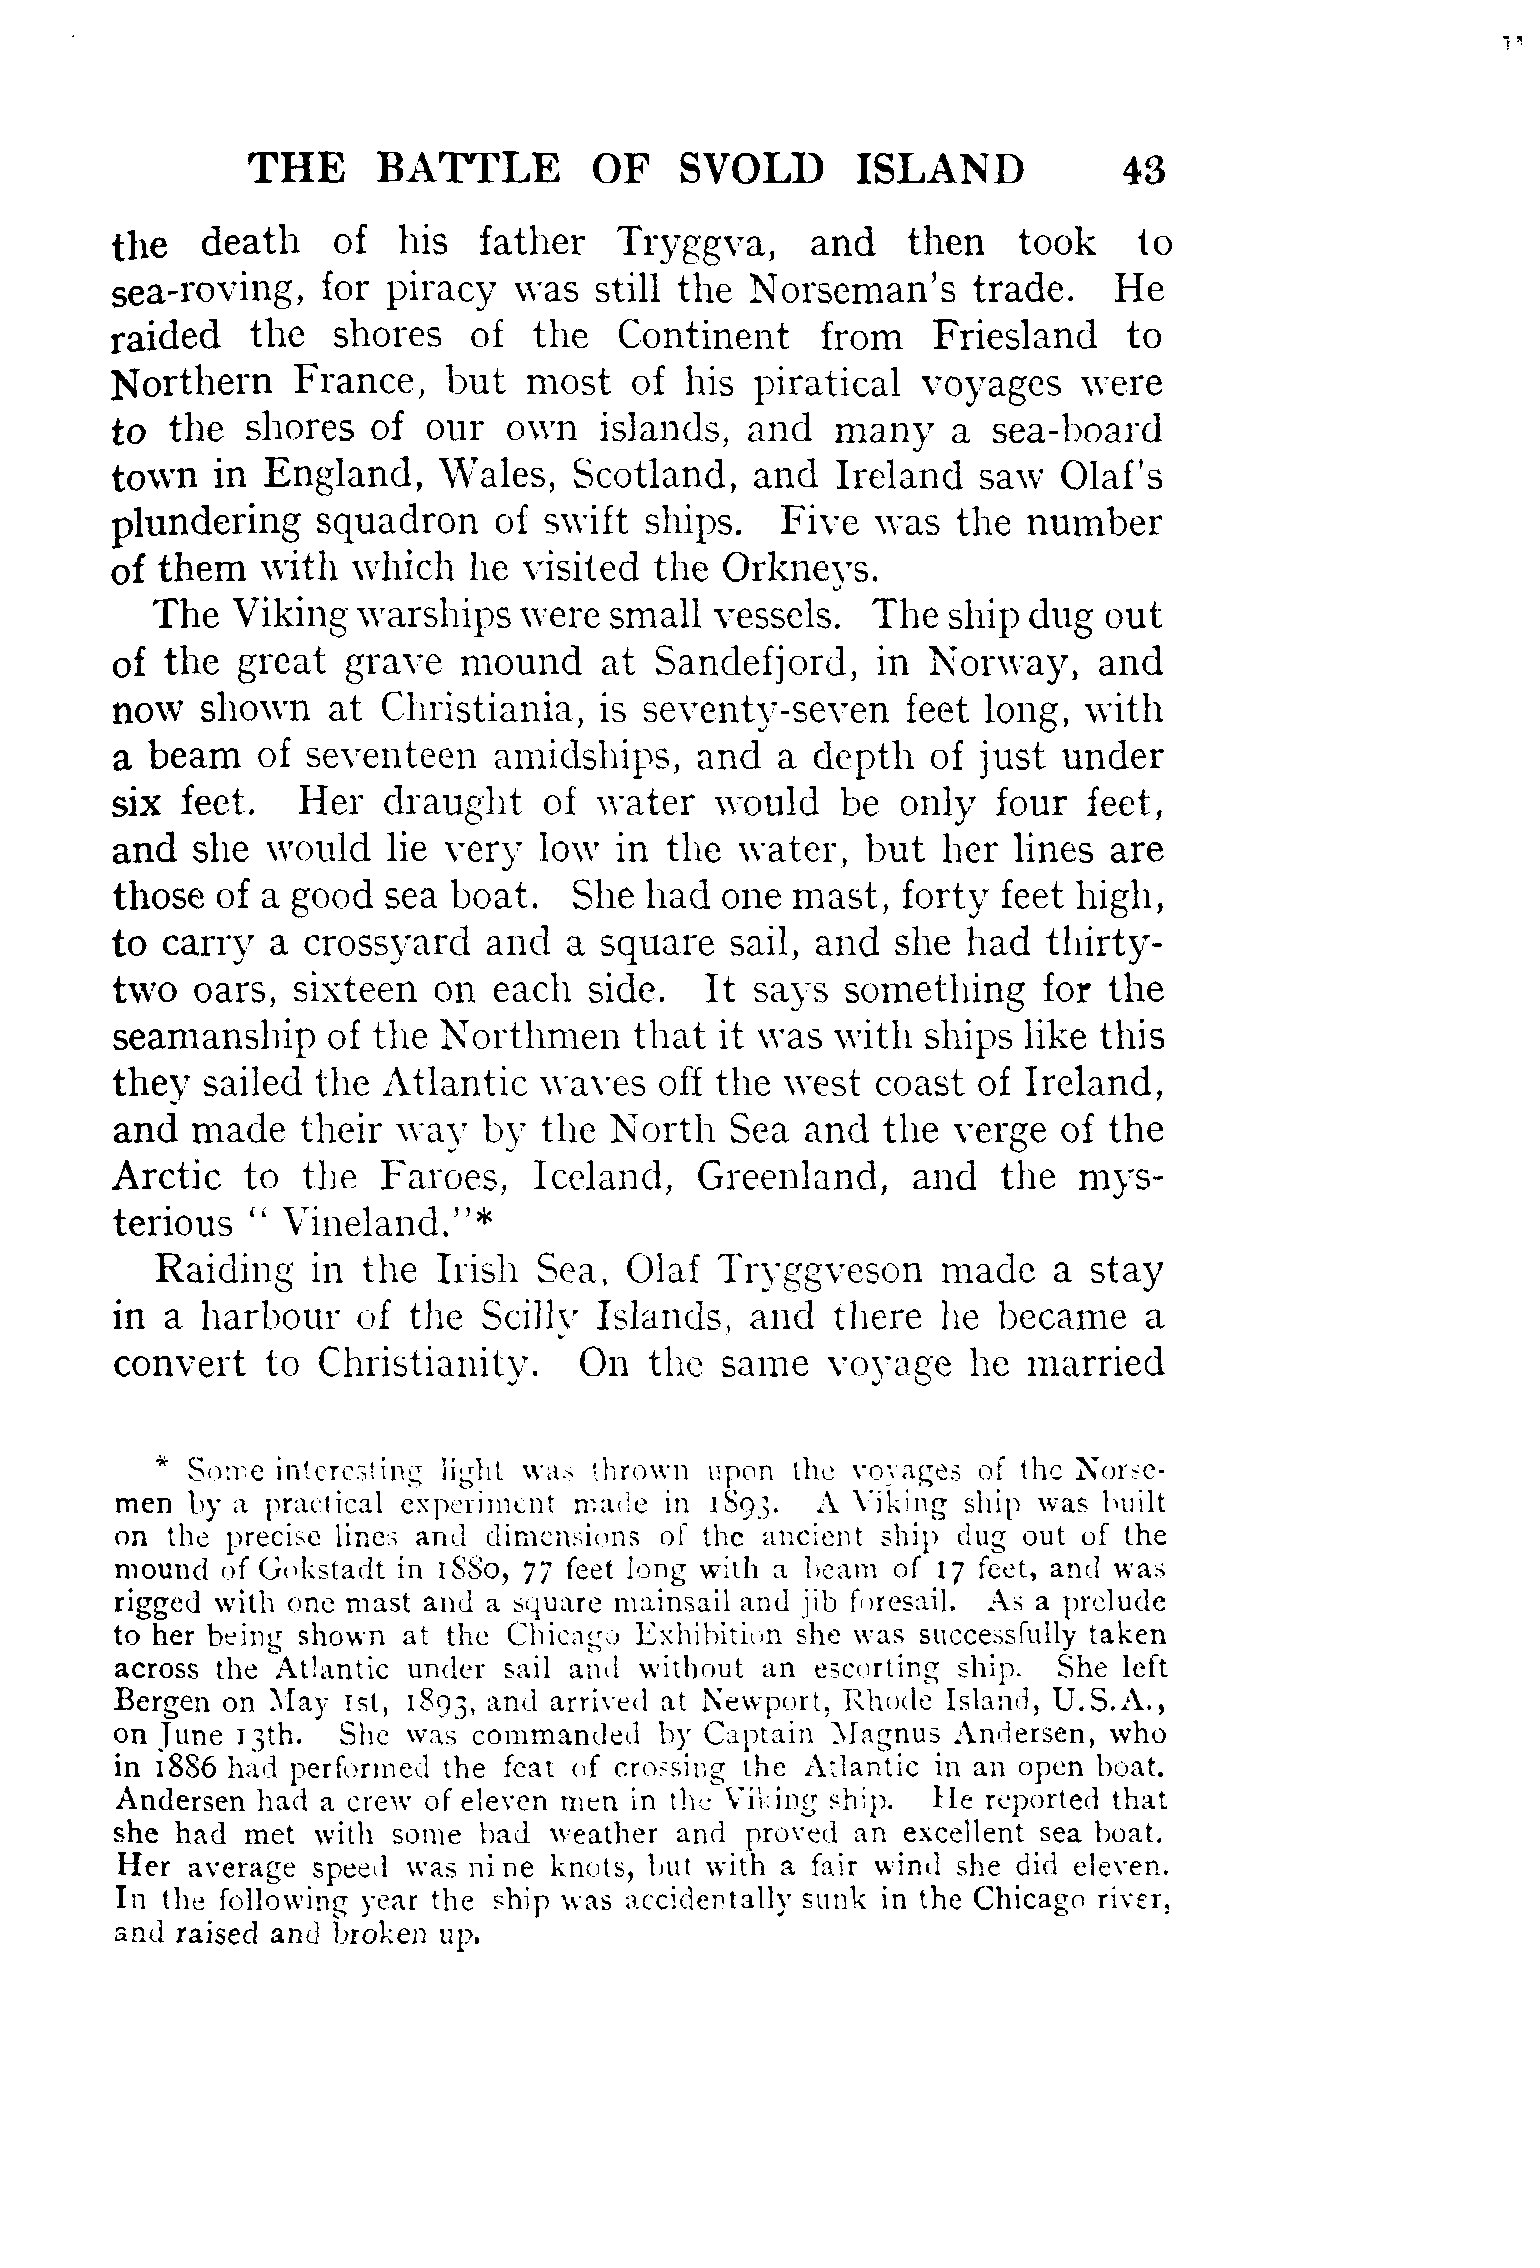 THE BATTLE OF SVOLD ISLAND 43
the death of his father Tryggva, and then took to
sea-roving, for piracy was still the Norseman's trade. He
raided the shores of the Continent from Friesland to
Northern France, but most of his piratical voyages were
to the shores of our own islands, and many a sea-board
town in England, Wales, Scotland, and Ireland saw Olaf's
plundering squadron of swift ships. Five was the number
of them with which he visited the Orkneys.
The Viking warships were small vessels. The ship dug out
of the great grave mound at Sandefjord, in Norway, and
now shown at Christiania, is seventy-seven feet long, with
a beam of seventeen amidships, and a depth of just under
six feet. Her draught of water would be only four feet,
and she would lie very low in the water, but her lines are
those of a good sea boat. She had one mast, forty feet high,
to carry a crossyard and a square sail, and she had thirty-
two oars, sixteen on each side. It says something for the
seamanship of the Northmen that it was with ships like this
they sailed the Atlantic waves off the west coast of Ireland,
and made their way by the North Sea and the verge of the
Arctic to the Faroes, Iceland, Greenland, and the mys-
terious " Vineland."*
Raiding in the Irish Sea, Olaf Tryggveson made a stay
in a harbour of the Scilly Islands, and there he became a
convert to Christianity. On the same voyage he married
* Some interesting light was thrown upon the voyages of the Norse-
men by a practical experiment made in 1893. A Viking ship was built
on the precise lines and dimensions of the ancient ship dug out of the
mound of Gokstadt in 1880, 77 feet long with a beam of 17 feet, and was
rigged with one mast and a square mainsail and jib foresail. As a prelude
to her being shown at the Chicago Exhibition she was successfully taken
across the Atlantic under sail and without an escorting ship. She left
Bergen on May 1st, 1893, and arrived at Newport, Rhode Island, U.S.A.,
on June 13th. She was commanded by Captain Magnus Andersen, who
in 1886 had performed the feat of crossing the Atlantic in an open boat.
Andersen had a crew of eleven men in the Viking ship. He reported that
she had met with some bad weather and proved an excellent sea boat.
Her average speed was nine knots, but with a fair wind she did eleven.
In the following year the ship was accidentally sunk in the Chicago river,
and raised and broken up.